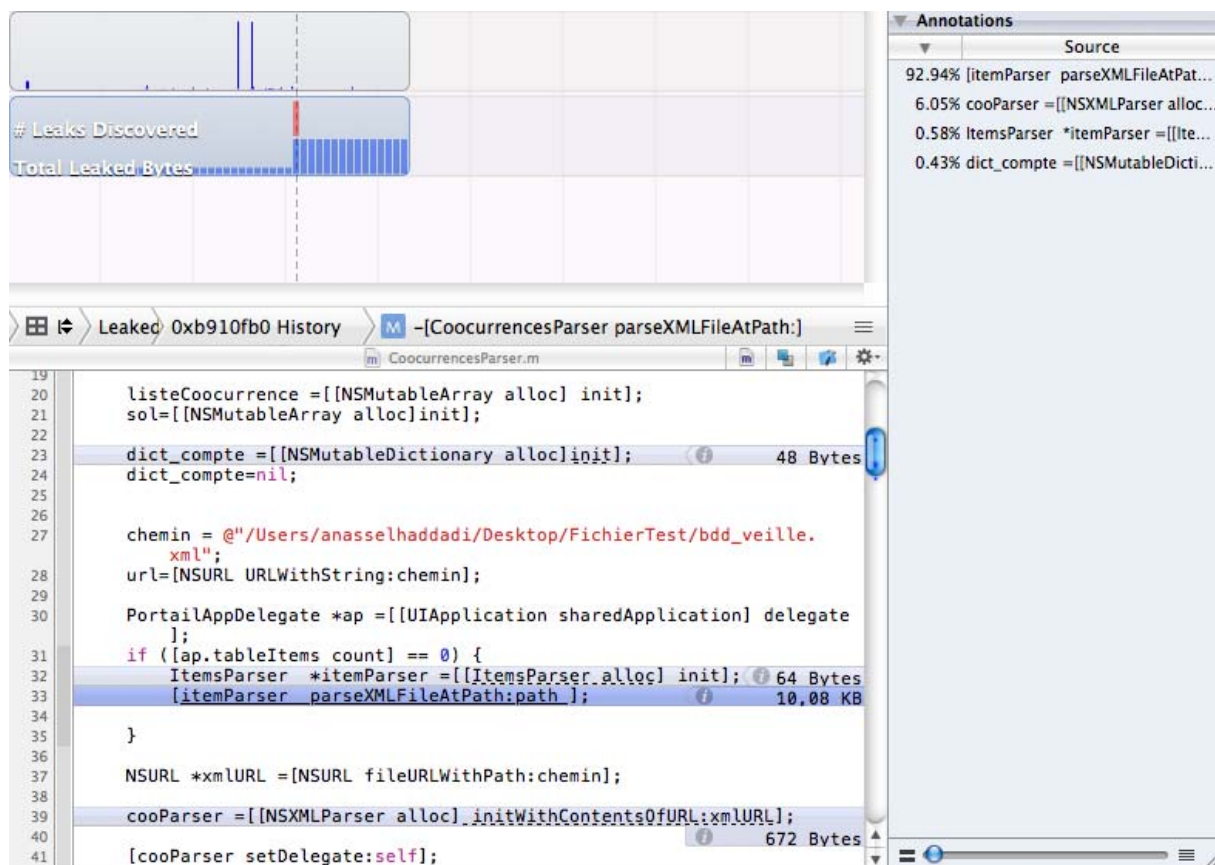 # Leaks Discovered
Total Leaked Bytes
Annotations
Source
92.94% [itemParser parseXMLFileAtPat...
6.05% cooParser =[[NSXMLParser alloc...
0.58% ItemsParser *itemParser =[[Ite...
0.43% dict_compte =[[NSMutableDicti...
Leaked
0xb910fb0 History
M -[CoocurrencesParser parseXMLFileAtPath:]
m CoocurrencesParser.m
19
20 listeCoocurrence =[[NSMutableArray alloc] init];
21 sol=[[NSMutableArray alloc]init];
22
23 dict_compte =[[NSMutableDictionary alloc]init]; 48 Bytes
24 dict_compte=nil;
25
26
27 chemin = @"/Users/anasselhaddadi/Desktop/FichierTest/bdd_veille.
xml";
28 url=[NSURL URLWithString:chemin];
29
30 PortailAppDelegate *ap =[[UIApplication sharedApplication] delegate
];
31 if ([ap.tableItems count] == 0) {
32 ItemsParser *itemParser =[[ItemsParser alloc] init]; 64 Bytes
33 [itemParser parseXMLFileAtPath:path ]; 10,08 KB
34
35 }
36
37 NSURL *xmlURL =[NSURL fileURLWithPath:chemin];
38
39 cooParser =[[NSXMLParser alloc] initWithContentsOfURL:xmlURL];
40 672 Bytes
41 [cooParser setDelegate:self];